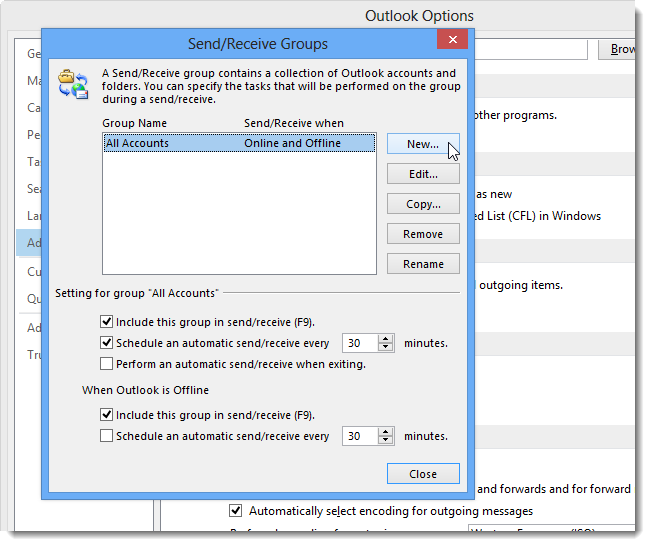 Outlook Options
Send/Receive Groups
A Send/Receive group contains a collection of Outlook accounts and
folders. You can specify the tasks that will be performed on the group
during a send/receive.
Group Name Send/Receive when
All Accounts Online and Offline
New...
Edit...
Copy...
Remove
Rename
Setting for group "All Accounts"
Include this group in send/receive (F9).
Schedule an automatic send/receive every 30 minutes.
Perform an automatic send/receive when exiting.
When Outlook is Offline
Include this group in send/receive (F9).
Schedule an automatic send/receive every 30 minutes.
Close
Ge
Ma
Ca
Pe
Ta
Sea
Lan
Ad
Cu
Qu
Ad
Tru
Brow
other programs.
as new
ed List (CFL) in Windows
outgoing items.
and forwards and for forward
Automatically select encoding for outgoing messages